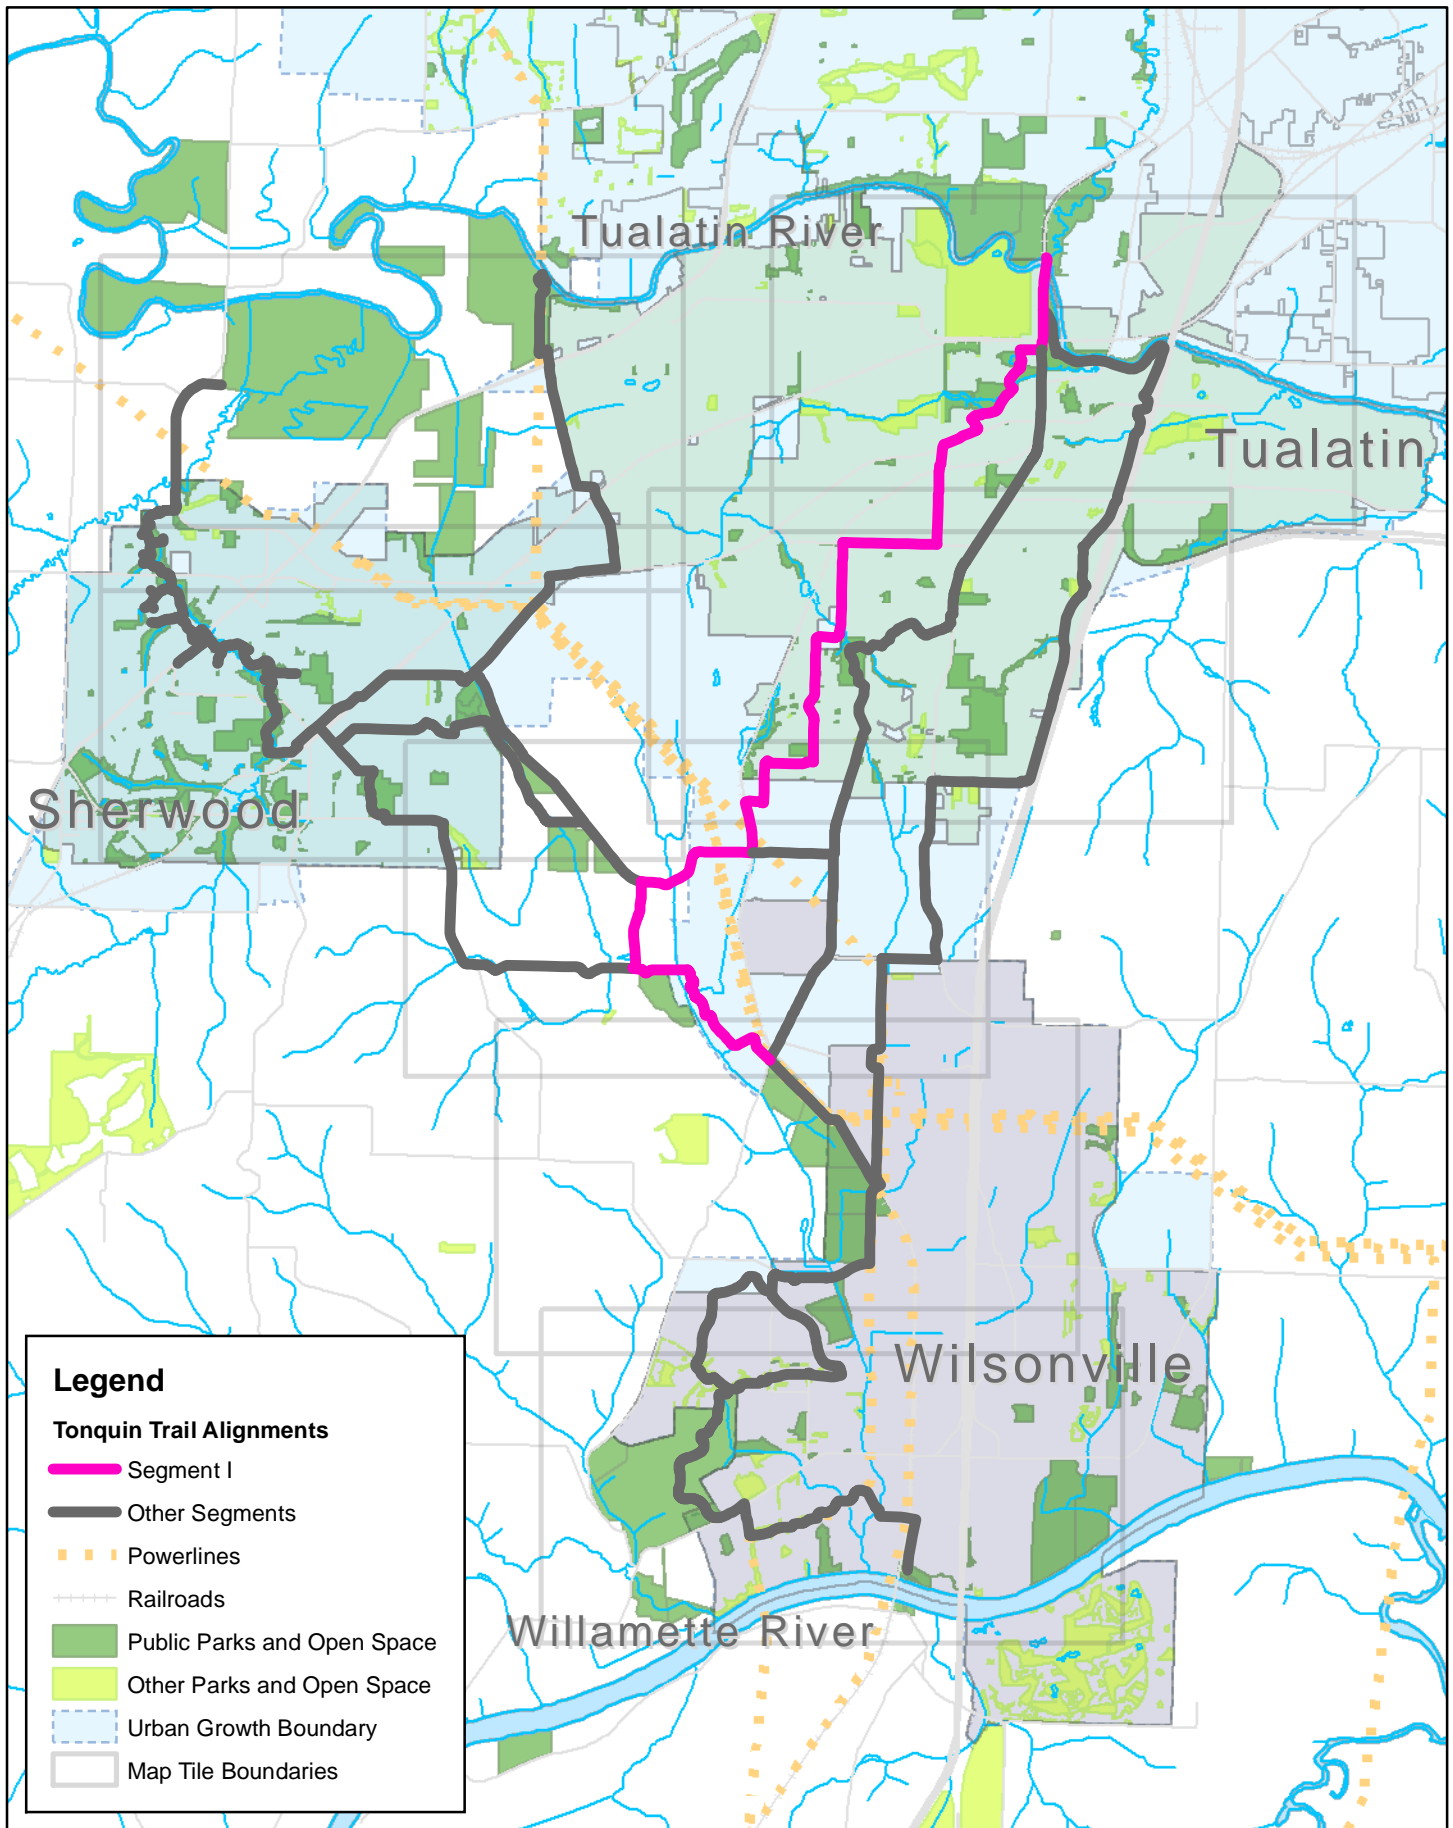 Tualatin River
Tualatin
Sherwood
Wilsonville
Willamette River
Legend
Tonquin Trail Alignments
Segment I
Other Segments
Powerlines
Railroads
Public Parks and Open Space
Other Parks and Open Space
Urban Growth Boundary
Map Tile Boundaries